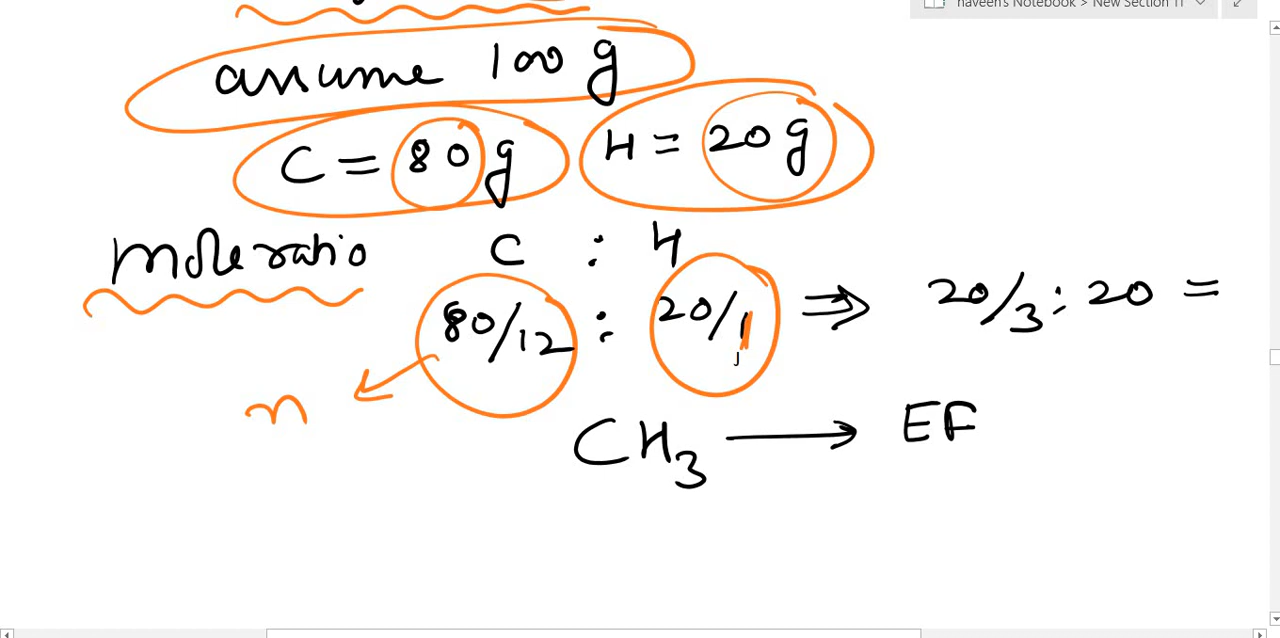 naveen's Notebook > New Section 11
assume 100 g
C = 80 g H = 20 g
Mole ratio C : H
80/12 : 20/1 ⇒ 20/3 : 20 =
n
CH3 → EF